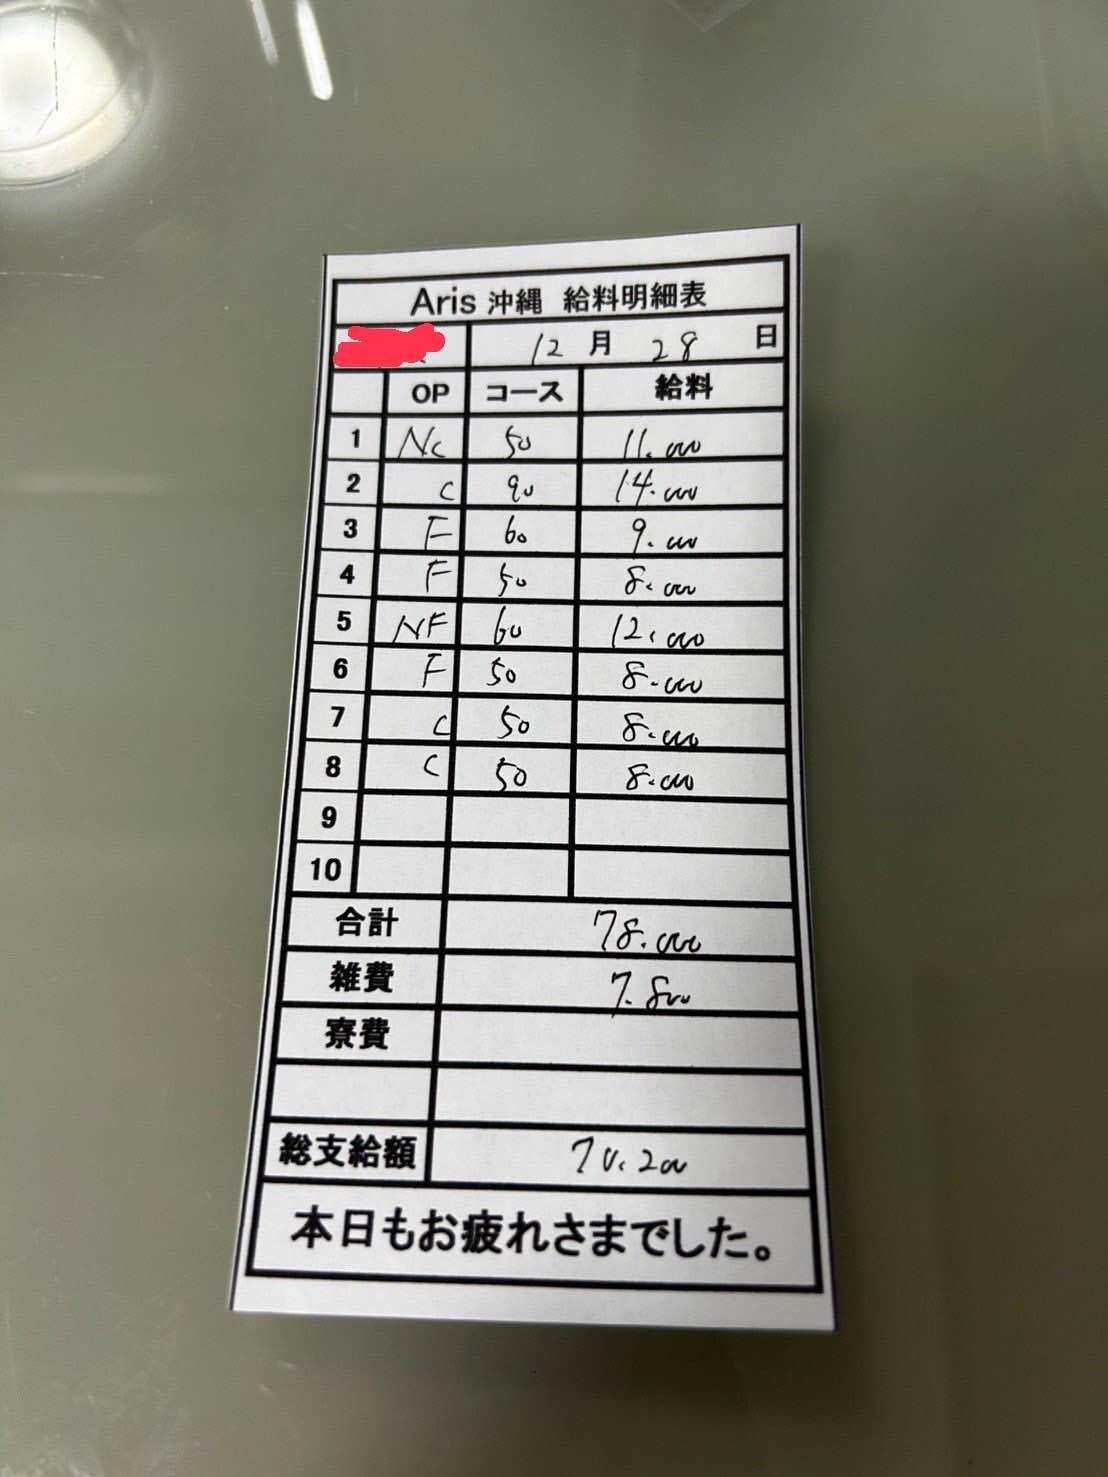 Aris 沖縄 給料明細表
12 月 28 日
OP コース 給料
1 NC 50 11.000
2 C 90 14.000
3 F 60 9.000
4 F 50 8.000
5 NF 60 12.000
6 F 50 8.000
7 C 50 8.000
8 C 50 8.000
9
10
合計 78.000
雑費 7.800
寮費
総支給額 70.200
本日もお疲れさまでした。